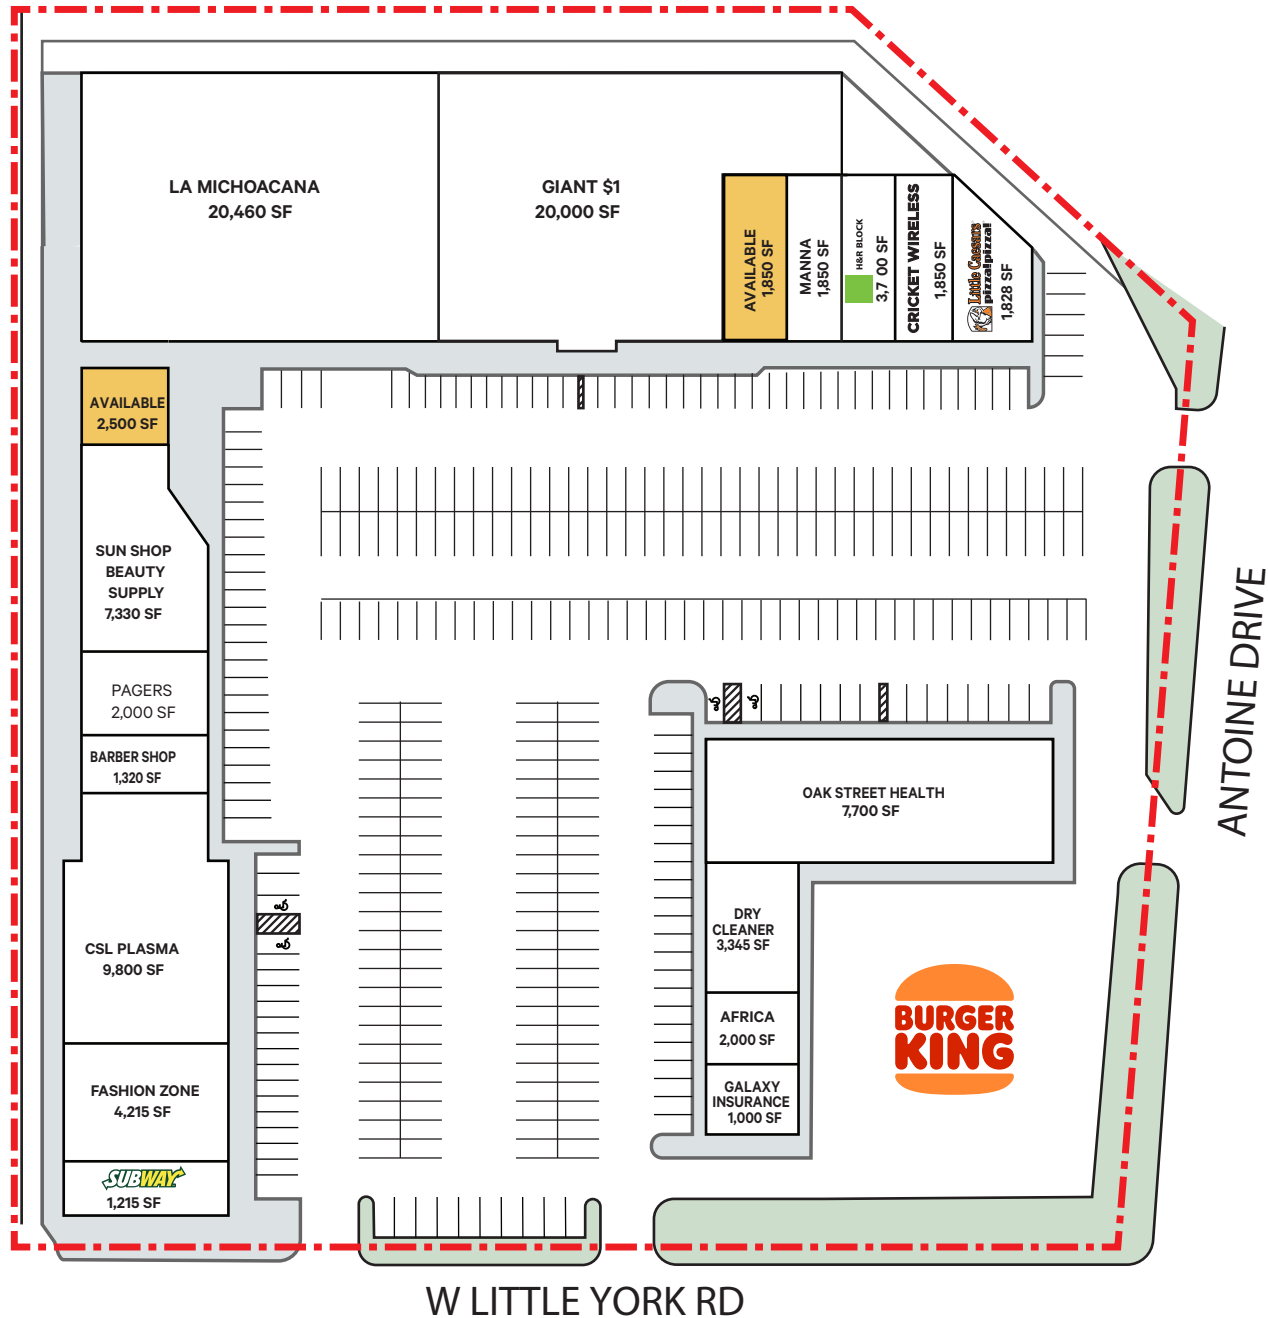 LA MICHOACANA
20,460 SF
GIANT $1
20,000 SF
AVAILABLE
1,850 SF
MANNA
1,850 SF
H&R BLOCK
3,7 00 SF
CRICKET WIRELESS
1,850 SF
Little Caesars
pizza!pizza!
1,828 SF
AVAILABLE
2,500 SF
SUN SHOP
BEAUTY
SUPPLY
7,330 SF
PAGERS
2,000 SF
BARBER SHOP
1,320 SF
CSL PLASMA
9,800 SF
FASHION ZONE
4,215 SF
SUBWAY
1,215 SF
OAK STREET HEALTH
7,700 SF
DRY
CLEANER
3,345 SF
AFRICA
2,000 SF
GALAXY
INSURANCE
1,000 SF
BURGER
KING
ANTOINE DRIVE
W LITTLE YORK RD